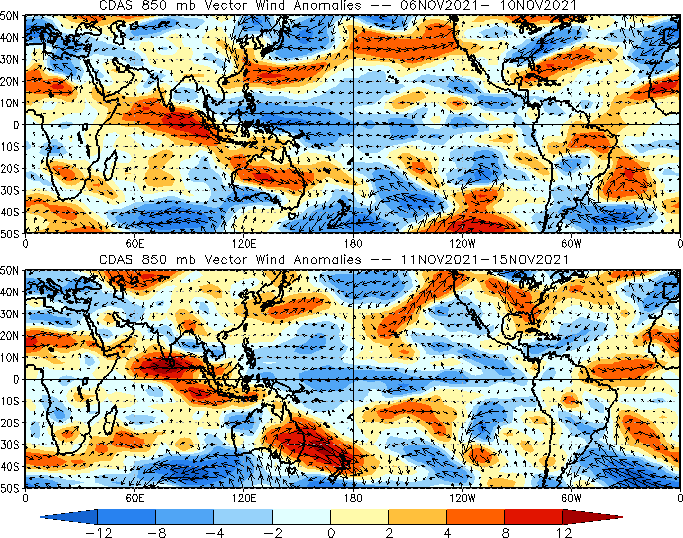 CDAS 850 mb Vector Wind Anomalies -- 06NOV2021- 10NOV2021
50N
40N
30N
20N
10N
0
10S
20S
30S
40S
50S
0 60E 120E 180 120W 60W 0
CDAS 850 mb Vector Wind Anomalies -- 11NOV2021-15NOV2021
50N
40N
30N
20N
10N
0
10S
20S
30S
40S
50S
0 60E 120E 180 120W 60W 0
-12 -8 -4 -2 0 2 4 8 12